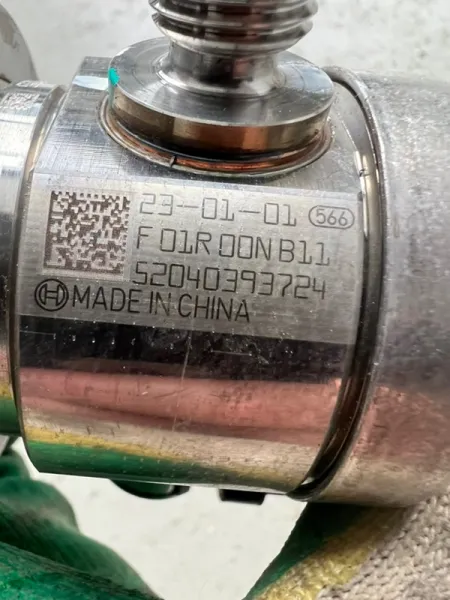 23-01-01 566
F 01R 00N B11
52040393724
MADE IN CHINA